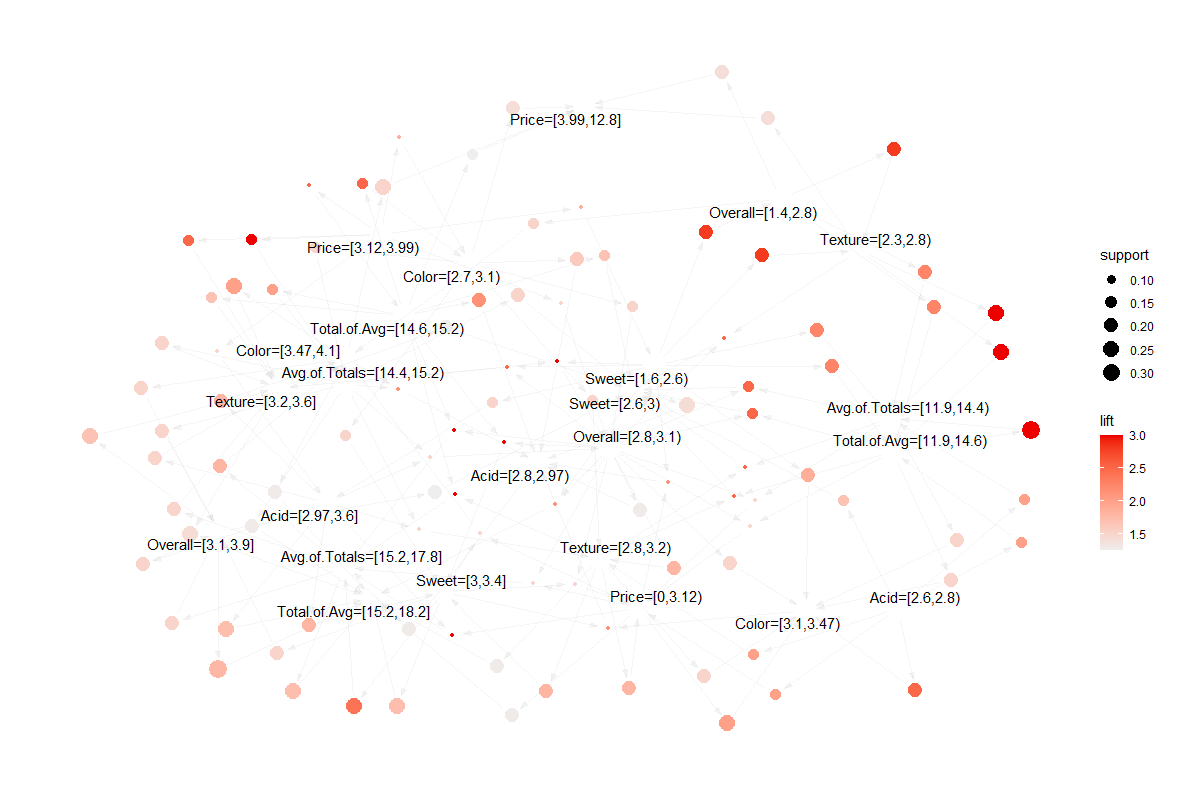 Price=[3.99,12.8]
Overall=[1.4,2.8)
Texture=[2.3,2.8)
Price=[3.12,3.99)
Color=[2.7,3.1)
Total.of.Avg=[14.6,15.2)
Color=[3.47,4.1]
Avg.of.Totals=[14.4,15.2)
Sweet=[1.6,2.6)
Texture=[3.2,3.6]
Sweet=[2.6,3)
Avg.of.Totals=[11.9,14.4)
Overall=[2.8,3.1)
Total.of.Avg=[11.9,14.6)
Acid=[2.8,2.97)
Acid=[2.97,3.6]
Overall=[3.1,3.9]
Texture=[2.8,3.2)
Avg.of.Totals=[15.2,17.8]
Sweet=[3,3.4]
Price=[0,3.12)
Acid=[2.6,2.8)
Total.of.Avg=[15.2,18.2]
Color=[3.1,3.47)
support
0.10
0.15
0.20
0.25
0.30
lift
3.0
2.5
2.0
1.5